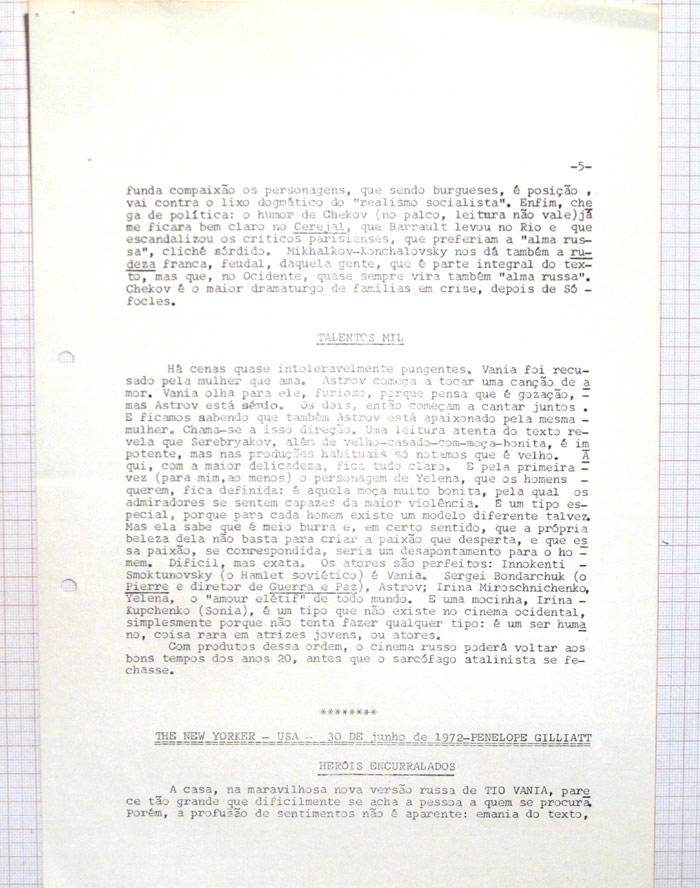 -5-
funda compaixão os personagens, que sendo burgueses, é posição ,
vai contra o lixo dogmático do "realismo socialista". Enfim, che
ga de política: o humor de Chekov (no palco, leitura não vale)já
me ficara bem claro no Cerejal, que Barrault levou no Rio e que
escandalizou os criticos parisienses, que preferiam a "alma rus-
sa", cliché sórdido. Mikhalkov-Konchalovsky nos dá também a ru-
deza franca, feudal, daquela gente, que é parte integral do tex-
to, mas que, no Ocidente, quase sempre vira também "alma russa".
Chekov é o maior dramaturgo de familias em crise, depois de Só -
focles.
TALENTOS MIL
Há cenas quase intoleravelmente pungentes. Vania foi recu-
sado pela mulher que ama. Astrov começa a tocar uma canção de a
mor. Vania olha para ele, furioso, porque pensa que é gozação, -
mas Astrov está sémio. Os dois, então começam a cantar juntos .
E ficamos sabendo que também Astrov está apaixonado pela mesma -
mulher. Chama-se a isso direção. Uma leitura atenta do texto re-
vela que Serebryakov, além de velho-casado-com-moça-bonita, é im
potente, mas nas produções habituais só notamos que é velho. A
qui, com a maior delicadeza, fica tudo claro. E pela primeira -
vez (para mim,ao menos) o personagem de Yelena, que os homens -
querem, fica definida: é aquela moça muito bonita, pela qual os
admiradores se sentem capazes da maior violência. E um tipo es-
pecial, porque para cada homem existe um modelo diferente talvez.
Mas ela sabe que é meio burra e, em certo sentido, que a própria
beleza dela não basta para criar a paixão que desperta, e que es
sa paixão, se correspondida, seria um desapontamento para o ho -
mem. Dificil, mas exata. Os atores são perfeitos: Innokenti -
Smoktunovsky (o Hamlet soviético) é Vania. Sergei Bondarchuk (o
Pierre e diretor de Guerra e Paz), Astrov; Irina Miroschnichenko,
Yelena, o "amour elétif" de todo mundo. E uma mocinha, Irina -
Kupchenko (Sonia), é um tipo que não existe no cinema ocidental,
simplesmente porque não tenta fazer qualquer tipo: é um ser huma
no, coisa rara em atrizes jovens, ou atores.
Com produtos dessa ordem, o cinema russo poderá voltar aos
bons tempos dos anos 20, antes que o sarcófago atalinista se fe-
chasse.
********
THE NEW YORKER - USA - 30 DE junho de 1972-PENELOPE GILLIATT
HERÓIS ENCURRALADOS
A casa, na maravilhosa nova versão russa de TIO VANIA, pare
ce tão grande que dificilmente se acha a pessoa a quem se procura.
Porém, a profusão de sentimentos não é aparente: emania do texto,